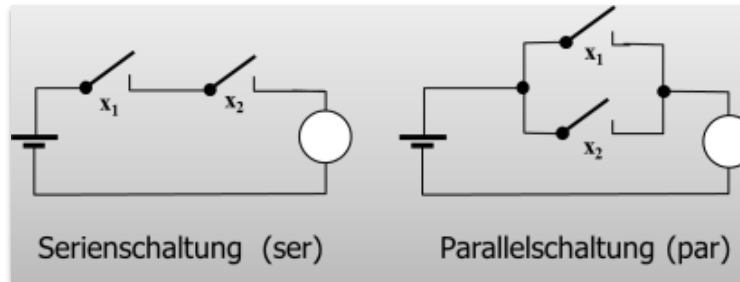 x₁ x₂
Serienschaltung (ser)
x₁
x₂
Parallelschaltung (par)